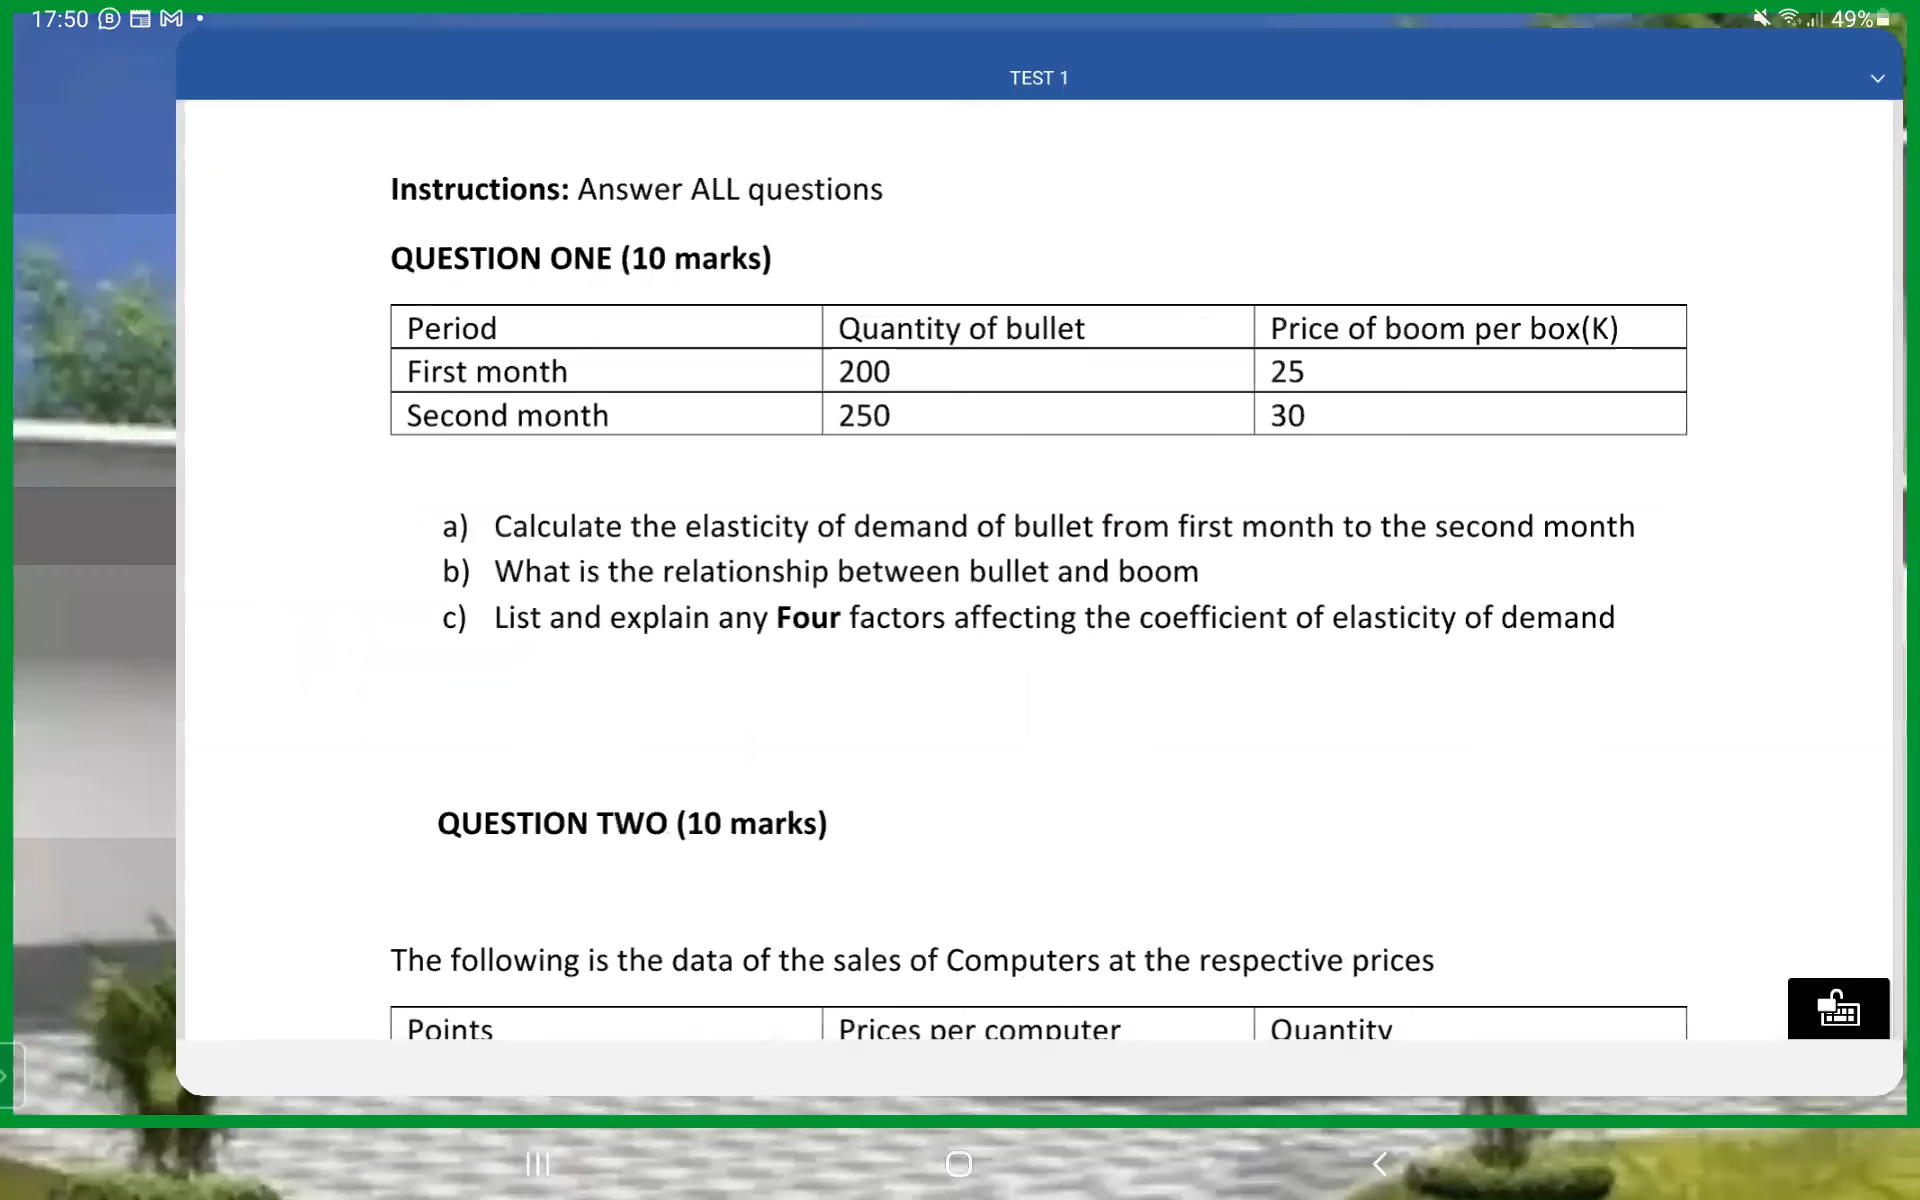 17:50
49%
TEST 1
Instructions: Answer ALL questions
QUESTION ONE (10 marks)
Period Quantity of bullet Price of boom per box(K)
First month 200 25
Second month 250 30
a) Calculate the elasticity of demand of bullet from first month to the second month
b) What is the relationship between bullet and boom
c) List and explain any Four factors affecting the coefficient of elasticity of demand
QUESTION TWO (10 marks)
The following is the data of the sales of Computers at the respective prices
Points Prices per computer Quantity